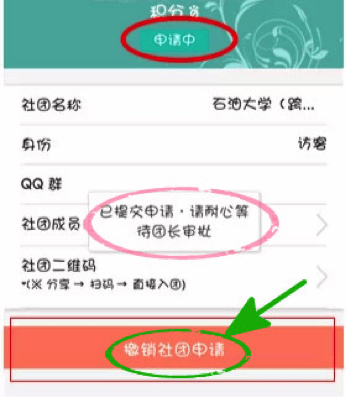 积分
申请中
社团名称 石油大学（跨...
身份 访客
QQ 群
社团成员
已提交申请，请耐心等
待团长审批
社团二维码
*(※ 分享 → 扫码 → 直接入团)
撤销社团申请